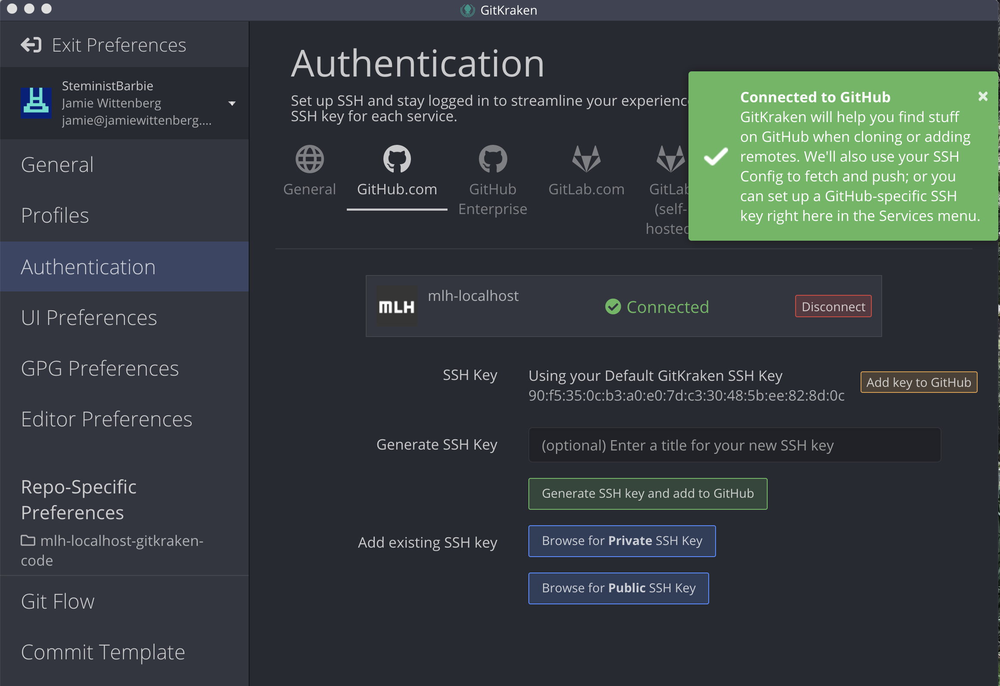 GitKraken
Exit Preferences
SteministBarbie
Jamie Wittenberg
jamie@jamiewittenberg....
General
Profiles
Authentication
UI Preferences
GPG Preferences
Editor Preferences
Repo-Specific
Preferences
mlh-localhost-gitkraken-
code
Git Flow
Commit Template
Authentication
Set up SSH and stay logged in to streamline your experienc
SSH key for each service.
General
GitHub.com
GitHub
Enterprise
GitLab.com
GitLab
(self-
hosted
Connected to GitHub
GitKraken will help you find stuff
on GitHub when cloning or adding
remotes. We'll also use your SSH
Config to fetch and push; or you
can set up a GitHub-specific SSH
key right here in the Services menu.
MLH
mlh-localhost
Connected
Disconnect
SSH Key
Using your Default GitKraken SSH Key
90:f5:35:0c:b3:a0:e0:7d:c3:30:48:5b:ee:82:8d:0c
Add key to GitHub
Generate SSH Key
(optional) Enter a title for your new SSH key
Generate SSH key and add to GitHub
Add existing SSH key
Browse for Private SSH Key
Browse for Public SSH Key